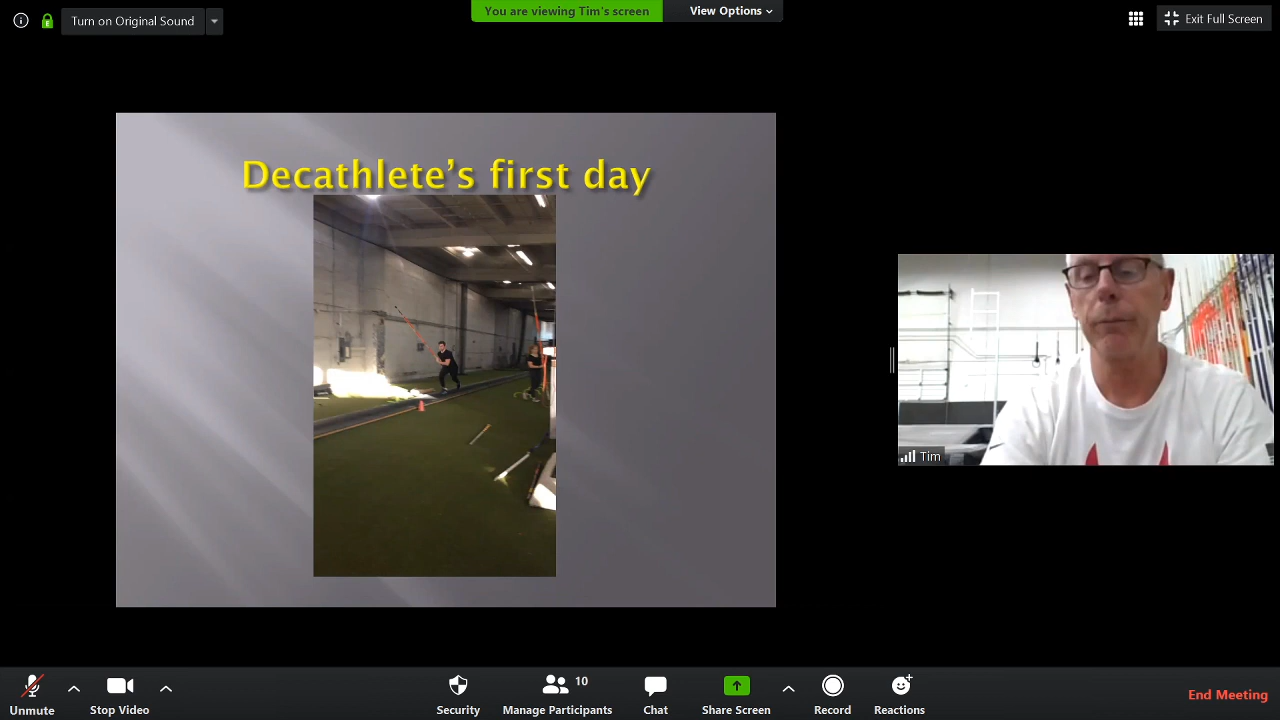 Turn on Original Sound
You are viewing Tim's screen
View Options
Exit Full Screen
Decathlete's first day
Tim
Unmute
Stop Video
Security
10
Manage Participants
Chat
Share Screen
Record
Reactions
End Meeting